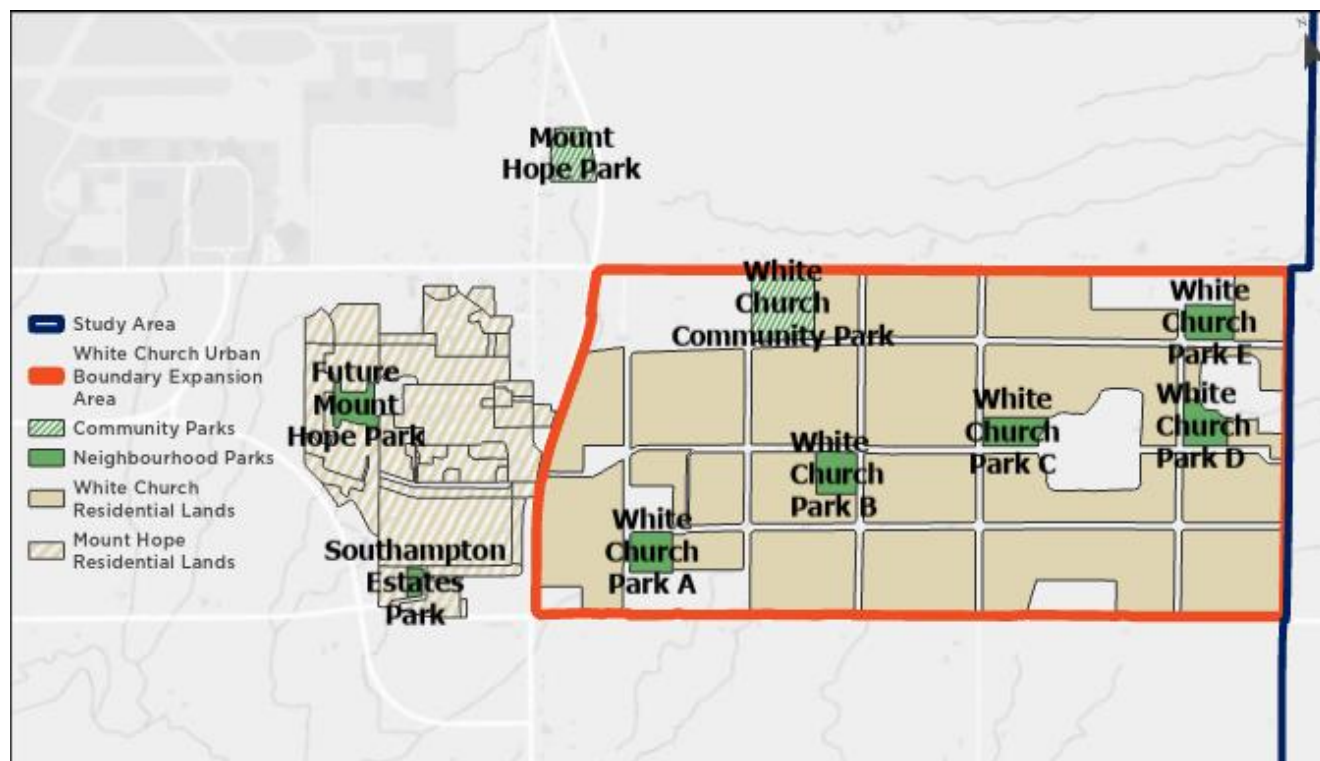 Mount
Hope Park
White
Church
Community Park
White
Church
Park E
Study Area
White Church Urban
Boundary Expansion
Area
Community Parks
Neighbourhood Parks
White Church
Residential Lands
Mount Hope
Residential Lands
Future
Mount
Hope Park
White
Church
Park C
White
Church
Park D
White
Church
Park B
White
Church
Park A
Southampton
Estates
Park